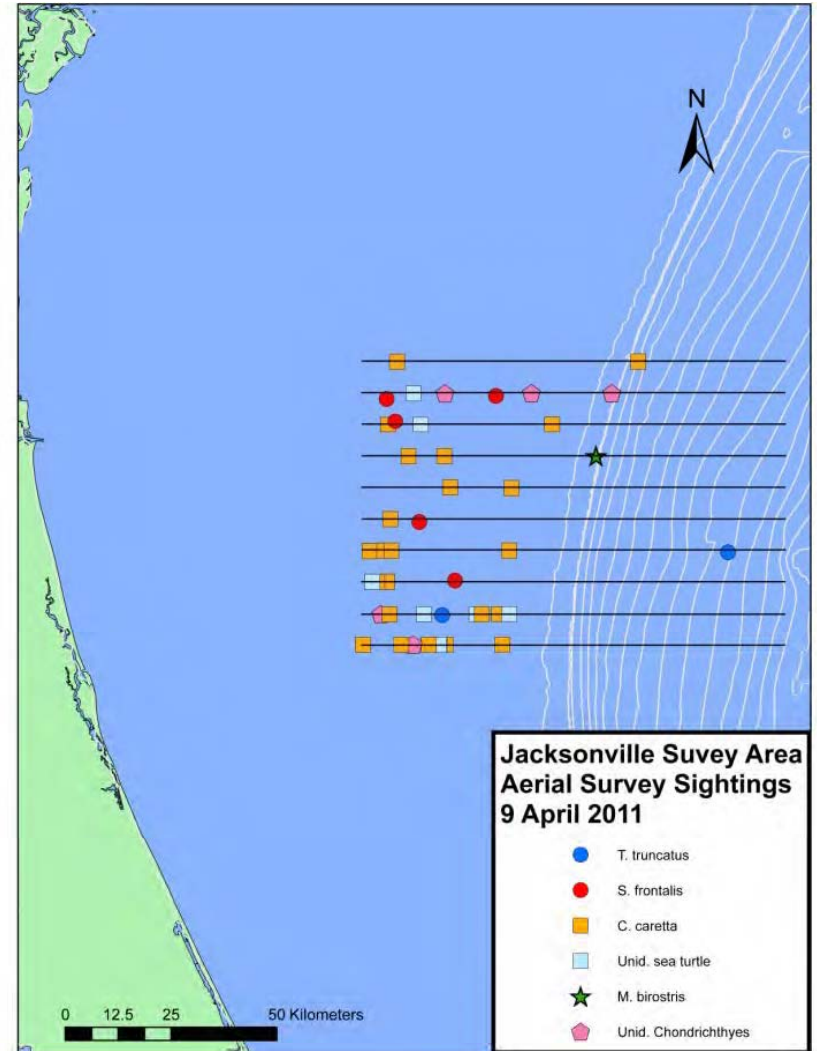 N
Jacksonville Suvey Area
Aerial Survey Sightings
9 April 2011
T. truncatus
S. frontalis
C. caretta
Unid. sea turtle
M. birostris
Unid. Chondrichthyes
0 12.5 25 50 Kilometers